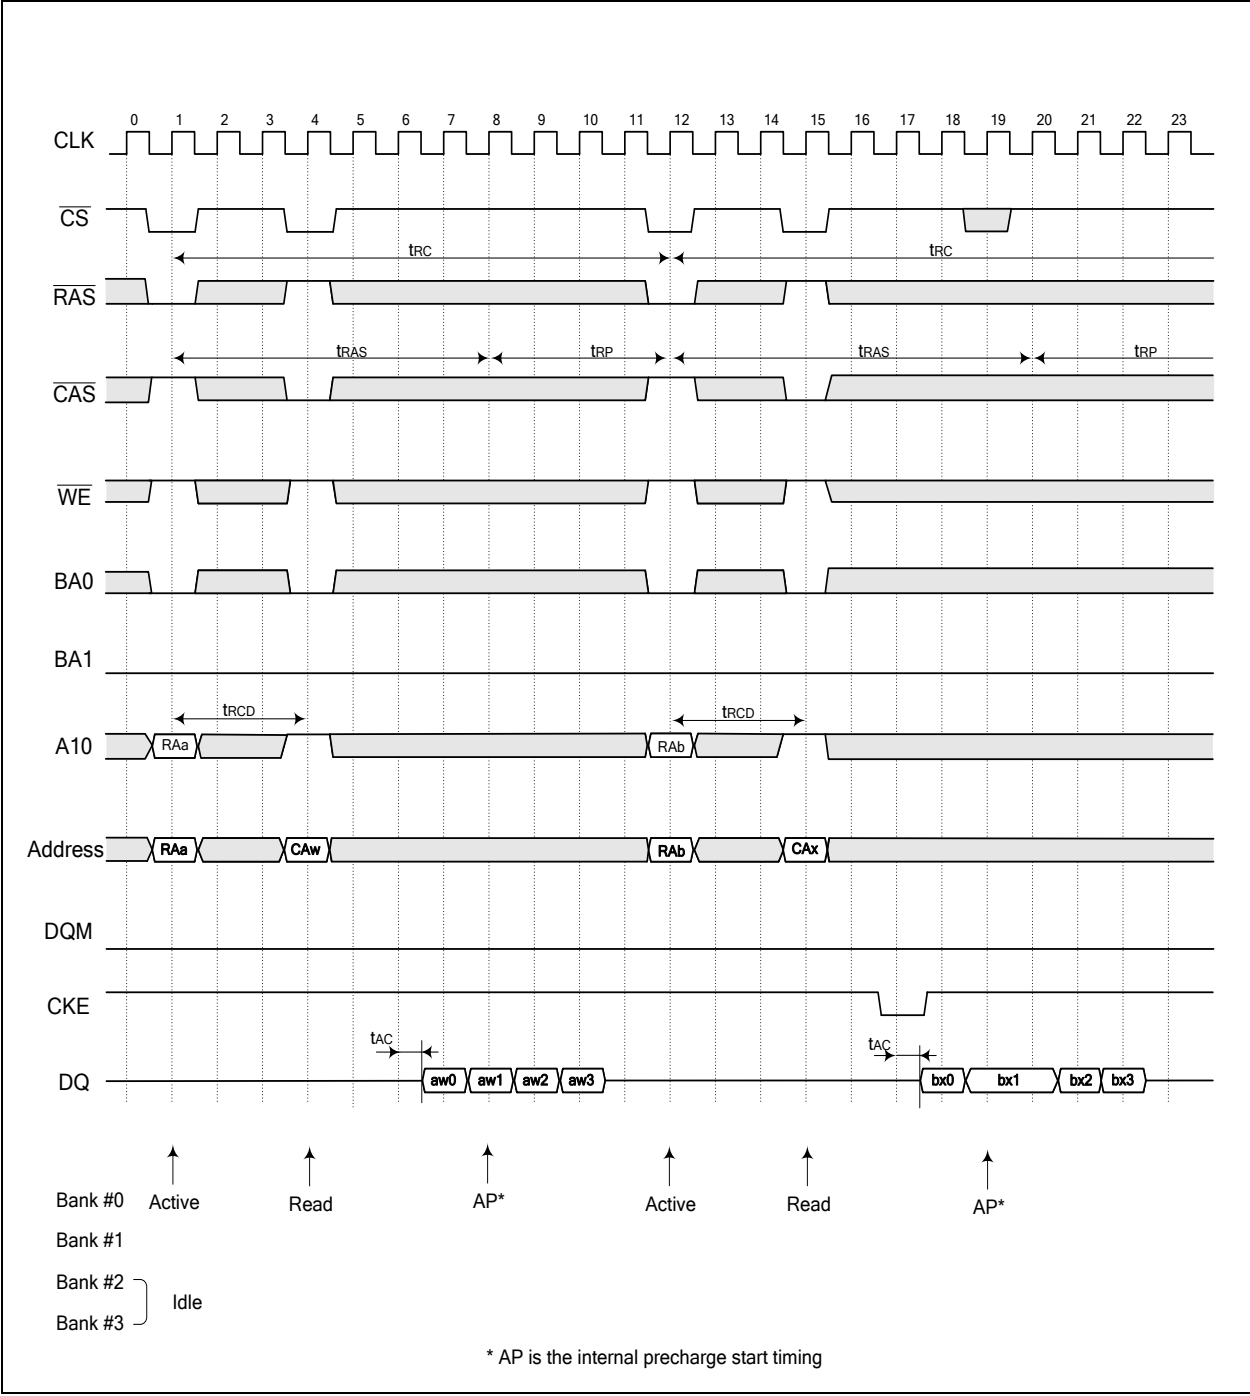 0 1 2 3 4 5 6 7 8 9 10 11 12 13 14 15 16 17 18 19 20 21 22 23
CLK
CS
tRC tRC
RAS
tRAS tRP tRAS tRP
CAS
WE
BA0
BA1
tRCD tRCD
A10 RAa RAb
Address RAa CAw RAb CAx
DQM
CKE
tAC tAC
DQ aw0 aw1 aw2 aw3 bx0 bx1 bx2 bx3
Bank #0 Active Read AP* Active Read AP*
Bank #1
Bank #2
Idle
Bank #3
* AP is the internal precharge start timing